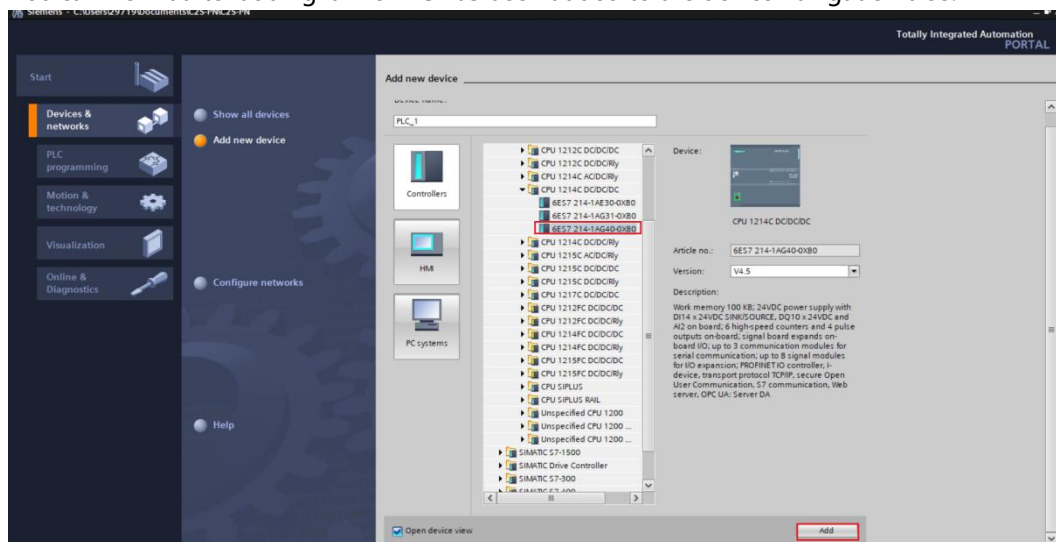 Siemens - C:\Users\29719\Documents\C2S-PN\C2S-PN
Totally Integrated Automation
PORTAL
Start
Devices &
networks
PLC
programming
Motion &
technology
Visualization
Online &
Diagnostics
Show all devices
Add new device
Configure networks
Help
Add new device
PLC_1
Controllers
HMI
PC systems
CPU 1212C DC/DC/DC
CPU 1212C DC/DC/Rly
CPU 1214C AC/DC/Rly
CPU 1214C DC/DC/DC
6ES7 214-1AE30-0XB0
6ES7 214-1AG31-0XB0
6ES7 214-1AG40-0XB0
CPU 1214C DC/DC/Rly
CPU 1215C AC/DC/Rly
CPU 1215C DC/DC/DC
CPU 1215C DC/DC/Rly
CPU 1217C DC/DC/DC
CPU 1212FC DC/DC/DC
CPU 1212FC DC/DC/Rly
CPU 1214FC DC/DC/DC
CPU 1214FC DC/DC/Rly
CPU 1215FC DC/DC/DC
CPU 1215FC DC/DC/Rly
CPU SIPLUS
CPU SIPLUS RAIL
Unspecified CPU 1200
Unspecified CPU 1200 ...
Unspecified CPU 1200 ...
SIMATIC S7-1500
SIMATIC Drive Controller
SIMATIC S7-300
Device:
CPU 1214C DC/DC/DC
Article no.: 6ES7 214-1AG40-0XB0
Version: V4.5
Description:
Work memory 100 KB; 24VDC power supply with
DI14 x 24VDC SINK/SOURCE, DQ10 x 24VDC and
AI2 on board; 6 high-speed counters and 4 pulse
outputs on-board; signal board expands on-
board I/O; up to 3 communication modules for
serial communication; up to 8 signal modules
for I/O expansion; PROFINET IO controller, I-
device, transport protocol TCP/IP, secure Open
User Communication, S7 communication, Web
server, OPC UA: Server DA
Open device view
Add